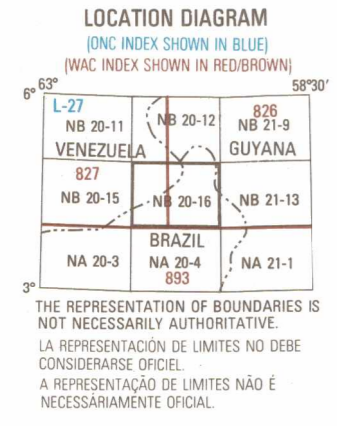 LOCATION DIAGRAM
(ONC INDEX SHOWN IN BLUE)
(WAC INDEX SHOWN IN RED/BROWN)
63° 58°30'
6°
L-27 826
NB 20-11 NB 20-12 NB 21-9
VENEZUELA GUYANA
827
NB 20-15 NB 20-16 NB 21-13
BRAZIL
NA 20-3 NA 20-4 NA 21-1
893
3°
THE REPRESENTATION OF BOUNDARIES IS
NOT NECESSARILY AUTHORITATIVE.
LA REPRESENTACIÓN DE LIMITES NO DEBE
CONSIDERARSE OFICIEL.
A REPRESENTAÇÃO DE LIMITES NÃO É
NECESSÁRIAMENTE OFICIAL.